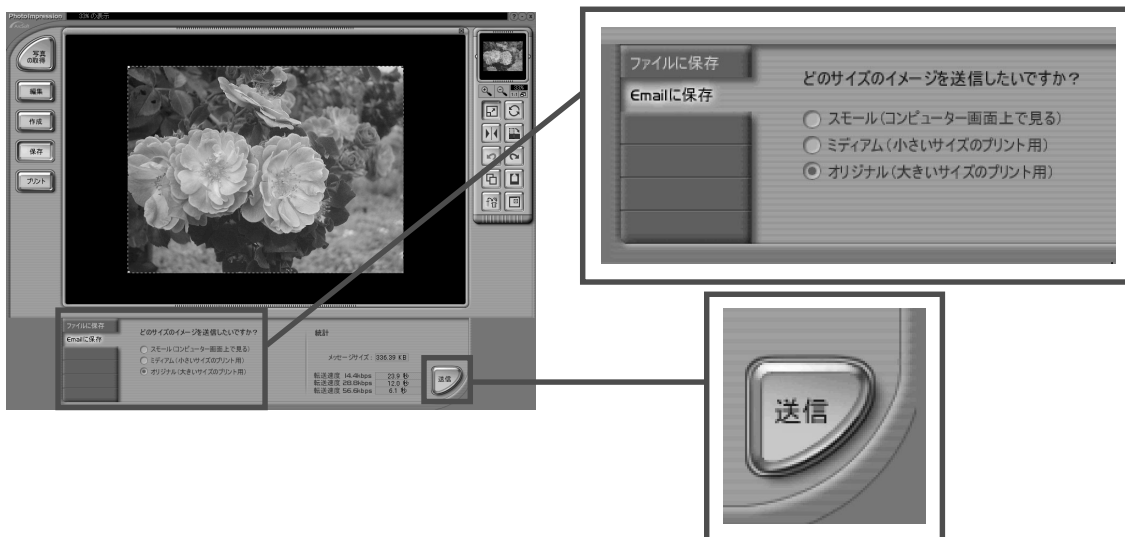 PhotoImpression 33% の表示
写真
の取得
編集
作成
保存
プリント
33%
1:1
ファイルに保存
Emailに保存
どのサイズのイメージを送信したいですか？
スモール（コンピューター画面上で見る）
ミディアム（小さいサイズのプリント用）
オリジナル（大きいサイズのプリント用）
統計
メッセージサイズ： 336.39 KB
転送速度 14.4kbps 23.9 秒
転送速度 28.8kbps 12.0 秒
転送速度 56.6kbps 6.1 秒
送信
ファイルに保存
Emailに保存
どのサイズのイメージを送信したいですか？
スモール（コンピューター画面上で見る）
ミディアム（小さいサイズのプリント用）
オリジナル（大きいサイズのプリント用）
送信